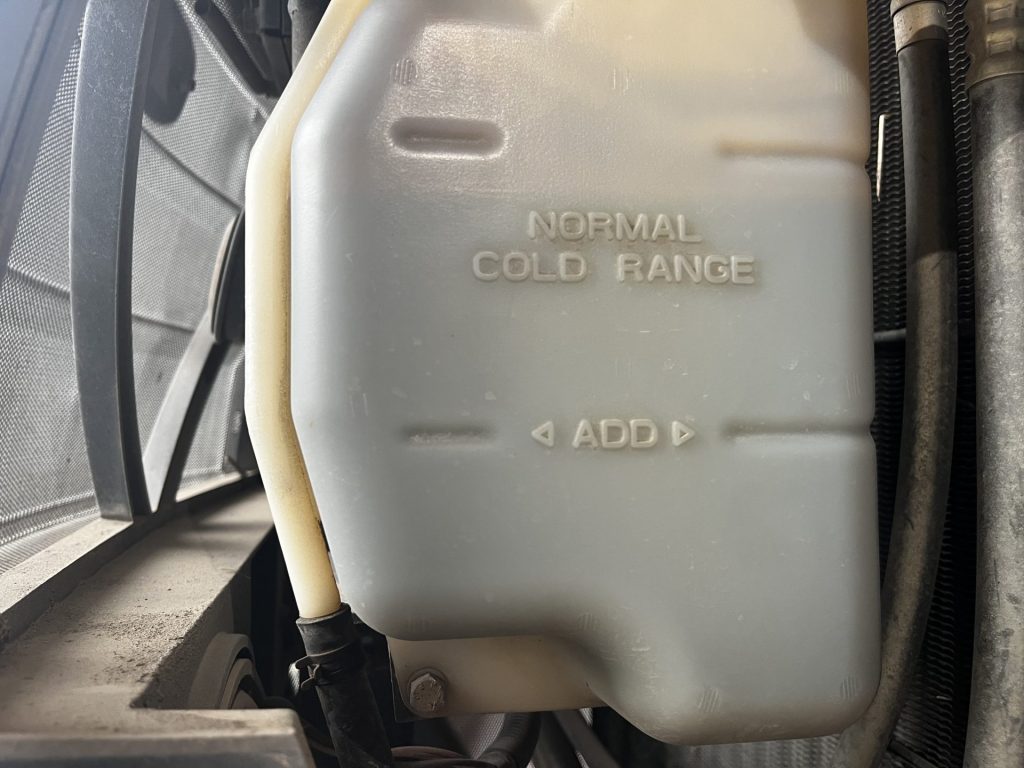 NORMAL
COLD RANGE
◁ ADD ▷